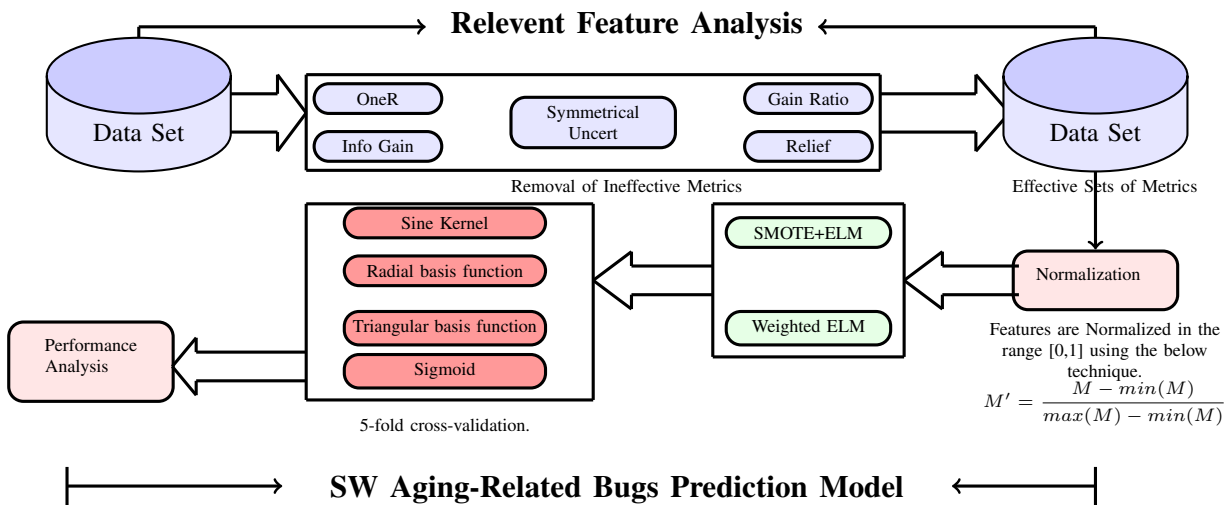 Relevent Feature Analysis
Data Set
OneR
Info Gain
Symmetrical
Uncert
Gain Ratio
Relief
Data Set
Removal of Ineffective Metrics
Effective Sets of Metrics
Sine Kernel
Radial basis function
Triangular basis function
Sigmoid
SMOTE+ELM
Weighted ELM
Normalization
Performance
Analysis
Features are Normalized in the
range [0,1] using the below
technique.
M′ = (M − min(M)) / (max(M) − min(M))
5-fold cross-validation.
SW Aging-Related Bugs Prediction Model